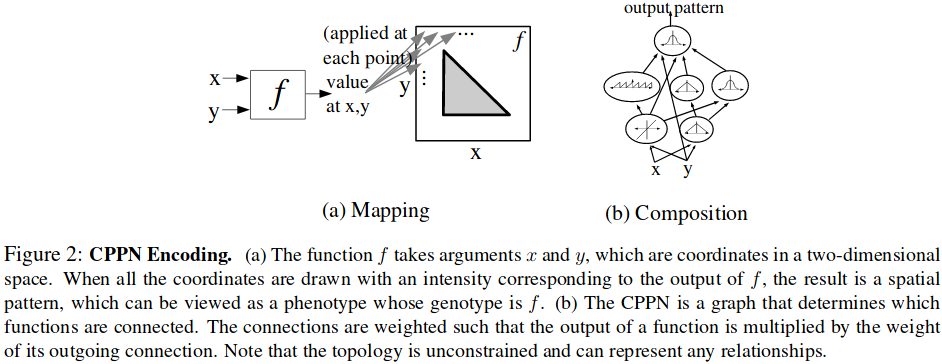 output pattern
(applied at
each point)
value
at x,y
x
y
f
...
f
y
⋮
x
x y
(a) Mapping
(b) Composition
Figure 2: CPPN Encoding. (a) The function f takes arguments x and y, which are coordinates in a two-dimensional
space. When all the coordinates are drawn with an intensity corresponding to the output of f, the result is a spatial
pattern, which can be viewed as a phenotype whose genotype is f. (b) The CPPN is a graph that determines which
functions are connected. The connections are weighted such that the output of a function is multiplied by the weight
of its outgoing connection. Note that the topology is unconstrained and can represent any relationships.